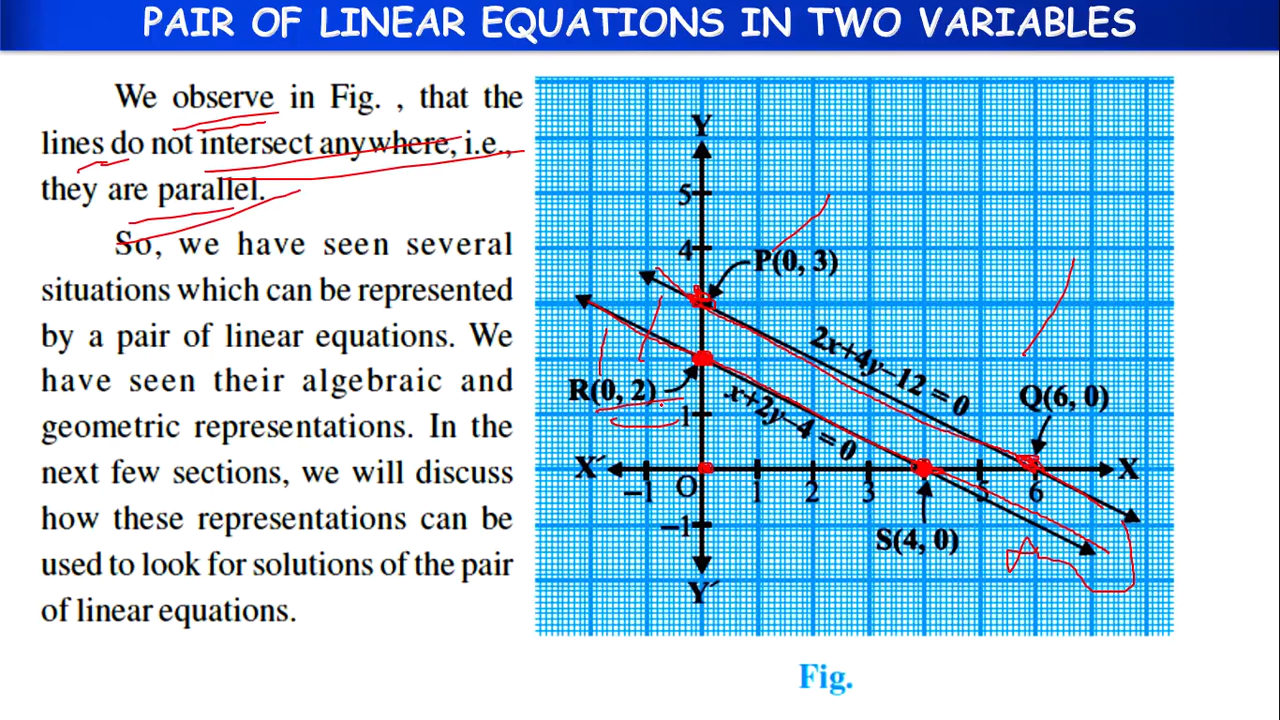 PAIR OF LINEAR EQUATIONS IN TWO VARIABLES
We observe in Fig. , that the
lines do not intersect anywhere, i.e.,
they are parallel.
So, we have seen several
situations which can be represented
by a pair of linear equations. We
have seen their algebraic and
geometric representations. In the
next few sections, we will discuss
how these representations can be
used to look for solutions of the pair
of linear equations.
Y
5
4
P(0, 3)
2x+4y–12 = 0
R(0, 2)
x+2y–4 = 0
Q(6, 0)
1
X′
X
–1
O
1
2
3
5
6
–1
S(4, 0)
Y′
Fig.